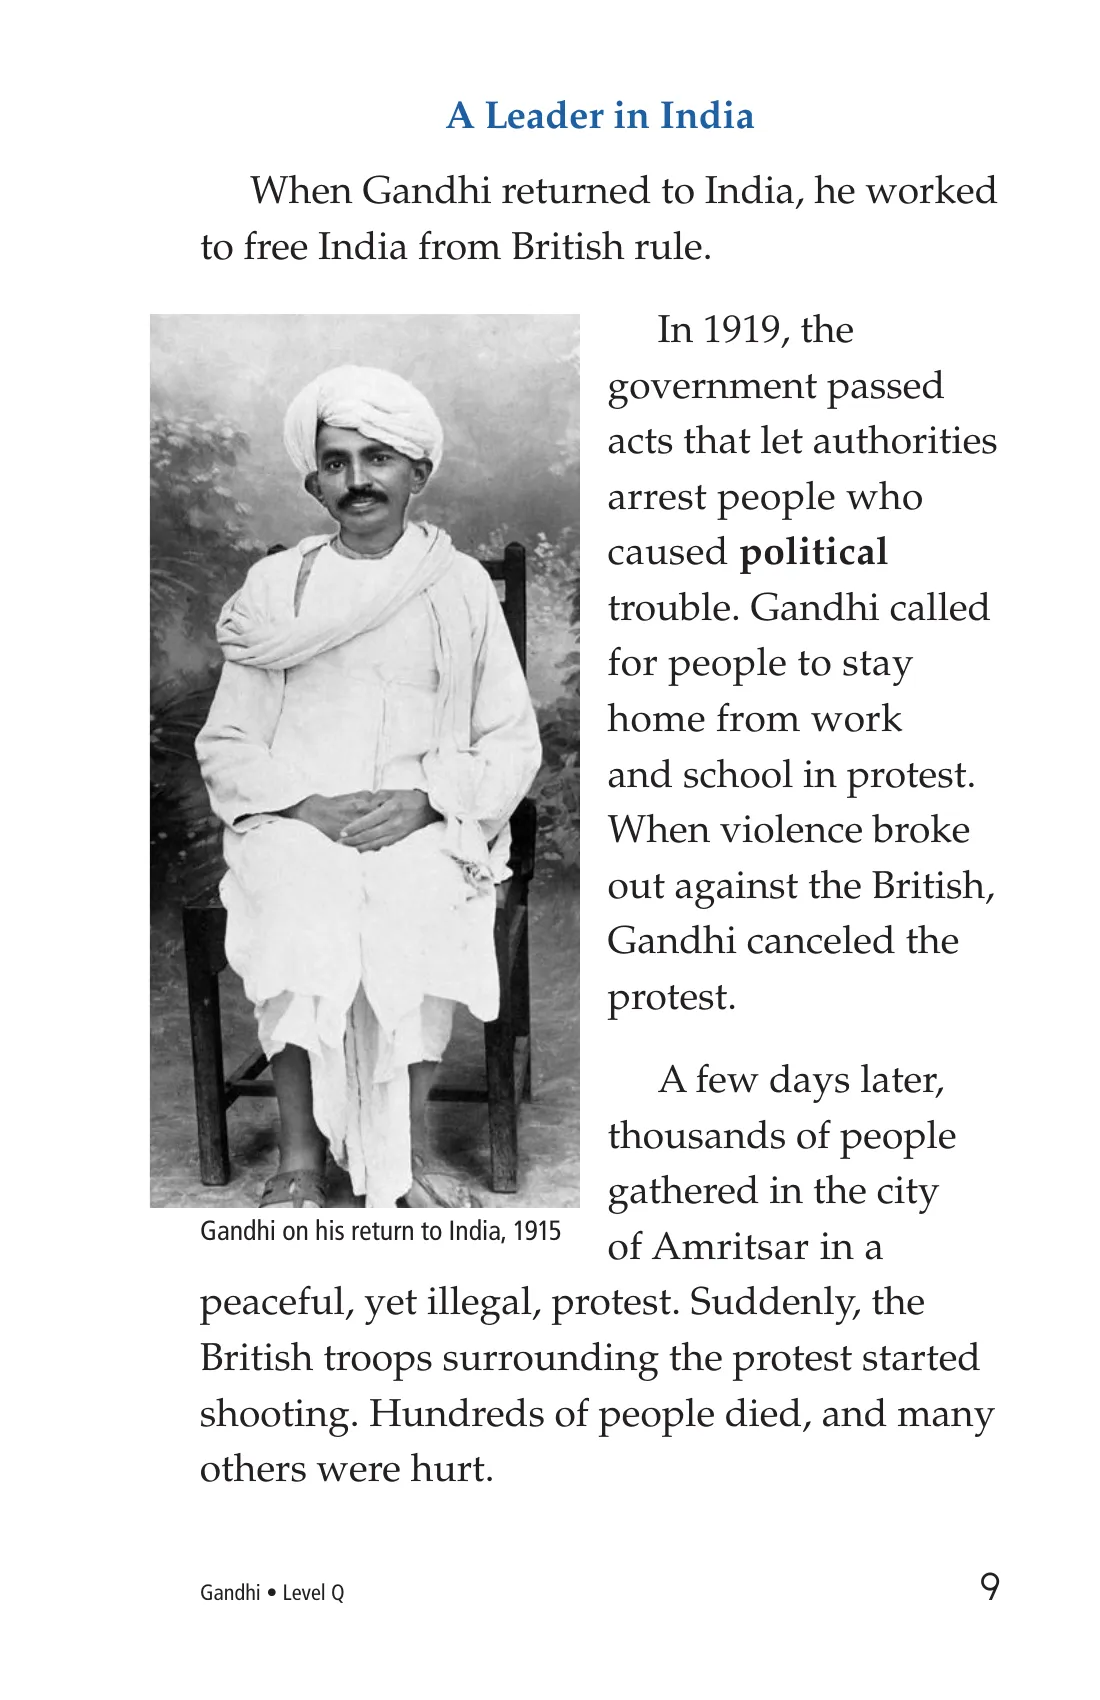 A Leader in India
When Gandhi returned to India, he worked
to free India from British rule.
In 1919, the
government passed
acts that let authorities
arrest people who
caused political
trouble. Gandhi called
for people to stay
home from work
and school in protest.
When violence broke
out against the British,
Gandhi canceled the
protest.
A few days later,
thousands of people
gathered in the city
of Amritsar in a
peaceful, yet illegal, protest. Suddenly, the
British troops surrounding the protest started
shooting. Hundreds of people died, and many
others were hurt.
Gandhi on his return to India, 1915
Gandhi • Level Q
9